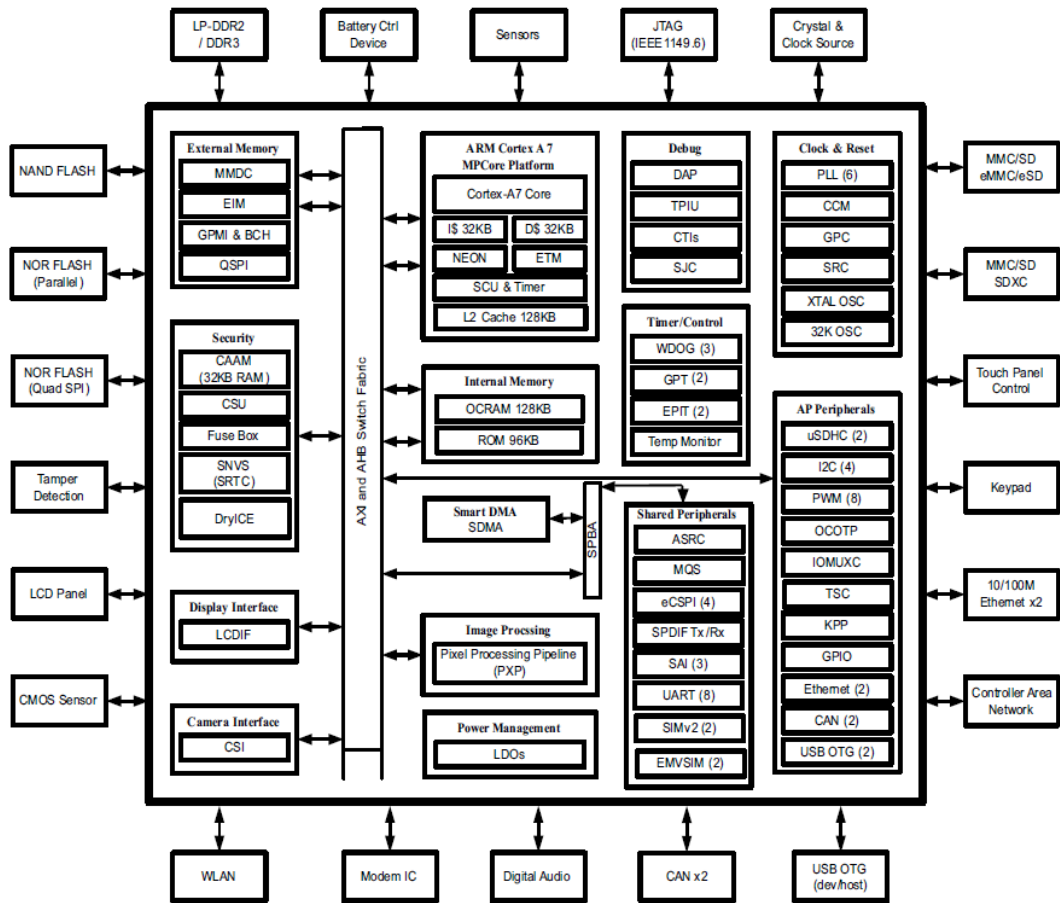 LP-DDR2
/ DDR3
Battery Ctrl
Device
Sensors
JTAG
(IEEE1149.6)
Crystal &
Clock Source
NAND FLASH
NOR FLASH
(Parallel)
NOR FLASH
(Quad SPI)
Tamper
Detection
LCD Panel
CMOS Sensor
External Memory
MMDC
EIM
GPMI & BCH
QSPI
Security
CAAM
(32KB RAM)
CSU
Fuse Box
SNVS
(SRTC)
DryICE
Display Interface
LCDIF
Camera Interface
CSI
AXI and AHB Switch Fabric
ARM Cortex A 7
MPCore Platform
Cortex-A7 Core
I$ 32KB
D$ 32KB
NEON
ETM
SCU & Timer
L2 Cache 128KB
Internal Memory
OCRAM 128KB
ROM 96KB
Smart DMA
SDMA
SPBA
Image Procssing
Pixel Processing Pipeline
(PXP)
Power Management
LDOs
Debug
DAP
TPIU
CTIs
SJC
Timer/Control
WDOG (3)
GPT (2)
EPIT (2)
Temp Monitor
Shared Peripherals
ASRC
MQS
eCSPI (4)
SPDIF Tx/Rx
SAI (3)
UART (8)
SIMv2 (2)
EMVSIM (2)
Clock & Reset
PLL (6)
CCM
GPC
SRC
XTAL OSC
32K OSC
AP Peripherals
uSDHC (2)
I2C (4)
PWM (8)
OCOTP
IOMUXC
TSC
KPP
GPIO
Ethernet (2)
CAN (2)
USB OTG (2)
MMC/SD
eMMC/eSD
MMC/SD
SDXC
Touch Panel
Control
Keypad
10/100M
Ethernet x2
Controller Area
Network
WLAN
Modem IC
Digital Audio
CAN x2
USB OTG
(dev/host)